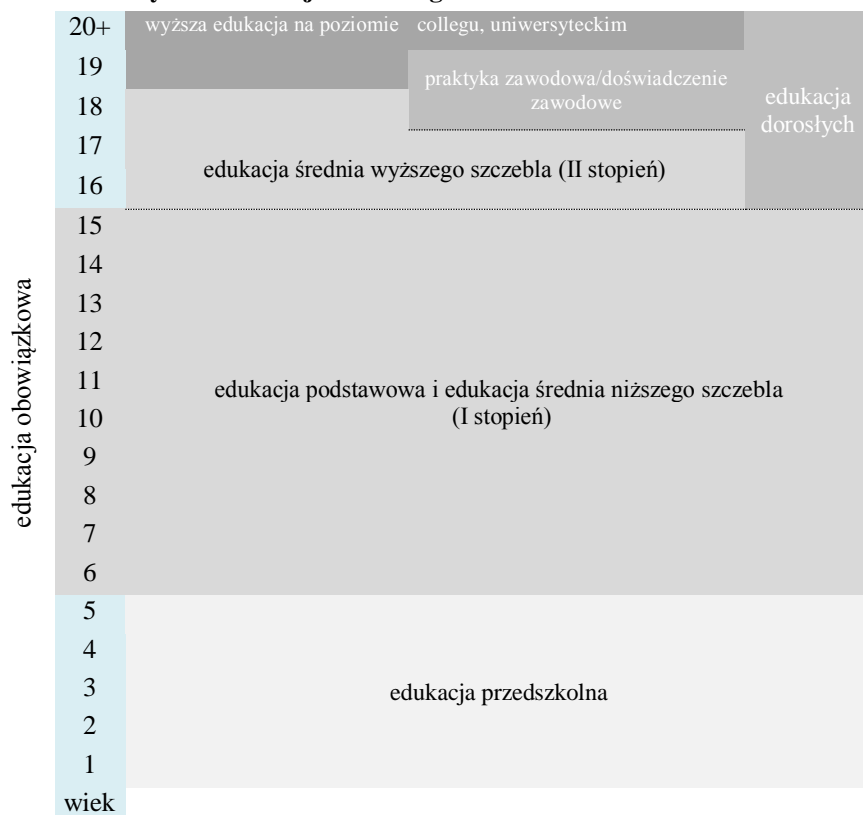 20+ wyższa edukacja na poziomie collegu, uniwersyteckim
19
praktyka zawodowa/doświadczenie
zawodowe
18
edukacja
dorosłych
17
edukacja średnia wyższego szczebla (II stopień)
16
15
14
13
12
11
edukacja podstawowa i edukacja średnia niższego szczebla
(I stopień)
10
9
8
7
6
edukacja obowiązkowa
5
4
3
edukacja przedszkolna
2
1
wiek